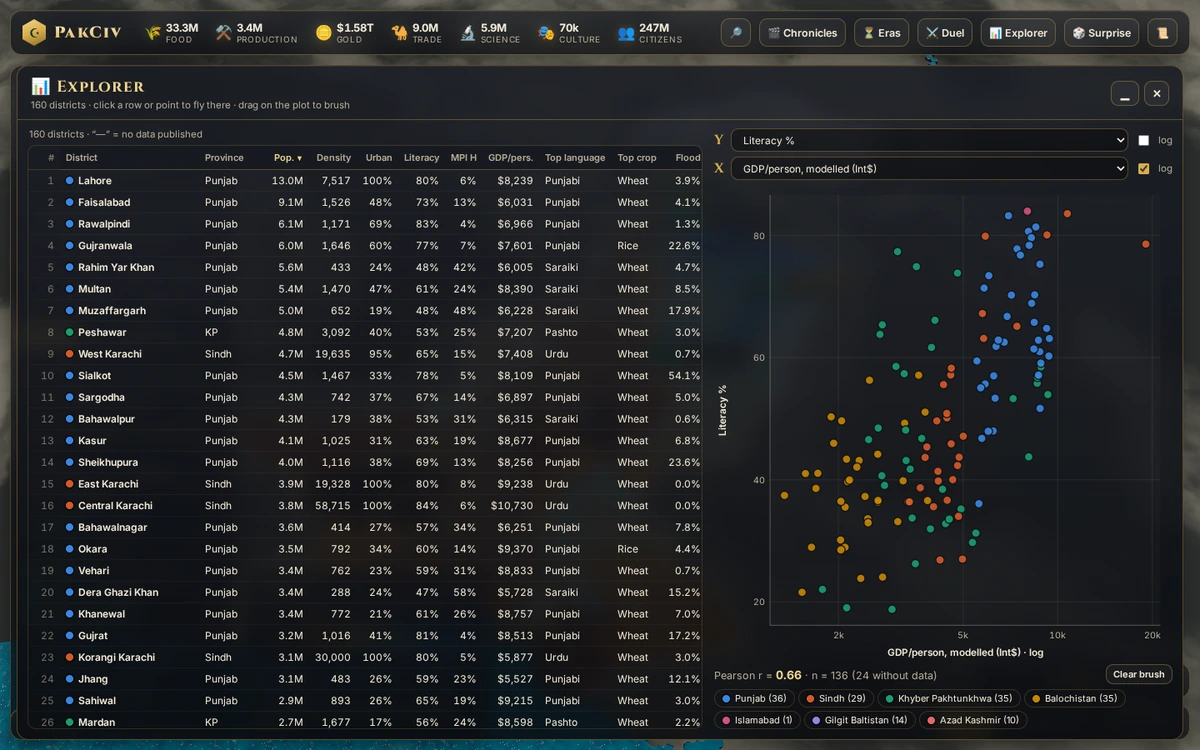 PakCiv
33.3M FOOD
3.4M PRODUCTION
$1.58T GOLD
9.0M TRADE
5.9M SCIENCE
70k CULTURE
247M CITIZENS
Chronicles
Eras
Duel
Explorer
Surprise
EXPLORER
160 districts · click a row or point to fly there · drag on the plot to brush
160 districts · “—” = no data published
# District Province Pop. ▾ Density Urban Literacy MPI H GDP/pers. Top language Top crop Flood
1 Lahore Punjab 13.0M 7,517 100% 80% 6% $8,239 Punjabi Wheat 3.9%
2 Faisalabad Punjab 9.1M 1,526 48% 73% 13% $6,031 Punjabi Wheat 4.1%
3 Rawalpindi Punjab 6.1M 1,171 69% 83% 4% $6,966 Punjabi Wheat 1.3%
4 Gujranwala Punjab 6.0M 1,646 60% 77% 7% $7,601 Punjabi Rice 22.6%
5 Rahim Yar Khan Punjab 5.6M 433 24% 48% 42% $6,005 Saraiki Wheat 4.7%
6 Multan Punjab 5.4M 1,470 47% 61% 24% $8,390 Saraiki Wheat 8.5%
7 Muzaffargarh Punjab 5.0M 652 19% 48% 48% $6,228 Saraiki Wheat 17.9%
8 Peshawar KP 4.8M 3,092 40% 53% 25% $7,207 Pashto Wheat 3.0%
9 West Karachi Sindh 4.7M 19,635 95% 65% 15% $7,408 Urdu Wheat 0.7%
10 Sialkot Punjab 4.5M 1,467 33% 78% 5% $8,109 Punjabi Wheat 54.1%
11 Sargodha Punjab 4.3M 742 37% 67% 14% $6,897 Punjabi Wheat 5.0%
12 Bahawalpur Punjab 4.3M 179 38% 53% 31% $6,315 Saraiki Wheat 0.6%
13 Kasur Punjab 4.1M 1,025 31% 63% 19% $8,677 Punjabi Wheat 6.8%
14 Sheikhupura Punjab 4.0M 1,116 38% 69% 13% $8,256 Punjabi Wheat 23.6%
15 East Karachi Sindh 3.9M 19,328 100% 80% 8% $9,238 Urdu Wheat 0.0%
16 Central Karachi Sindh 3.8M 58,715 100% 84% 6% $10,730 Urdu Wheat 0.0%
17 Bahawalnagar Punjab 3.6M 414 27% 57% 34% $6,251 Punjabi Wheat 7.8%
18 Okara Punjab 3.5M 792 34% 60% 14% $9,370 Punjabi Rice 4.4%
19 Vehari Punjab 3.4M 762 23% 59% 31% $8,833 Punjabi Wheat 0.7%
20 Dera Ghazi Khan Punjab 3.4M 288 24% 47% 58% $5,728 Saraiki Wheat 15.2%
21 Khanewal Punjab 3.4M 772 21% 61% 26% $8,757 Punjabi Wheat 7.0%
22 Gujrat Punjab 3.2M 1,016 41% 81% 4% $8,513 Punjabi Wheat 17.2%
23 Korangi Karachi Sindh 3.1M 30,000 100% 80% 5% $5,877 Urdu Wheat 3.0%
24 Jhang Punjab 3.1M 483 26% 59% 23% $5,527 Punjabi Wheat 12.1%
25 Sahiwal Punjab 2.9M 893 26% 65% 19% $9,215 Punjabi Wheat 3.0%
26 Mardan KP 2.7M 1,677 17% 56% 24% $8,598 Pashto Wheat 2.2%
Y Literacy % log
X GDP/person, modelled (Int$) log
Literacy %
80
60
40
20
2k 5k 10k 20k
GDP/person, modelled (Int$) · log
Pearson r = 0.66 · n = 136 (24 without data)
Clear brush
Punjab (36) Sindh (29) Khyber Pakhtunkhwa (35) Balochistan (35)
Islamabad (1) Gilgit Baltistan (14) Azad Kashmir (10)